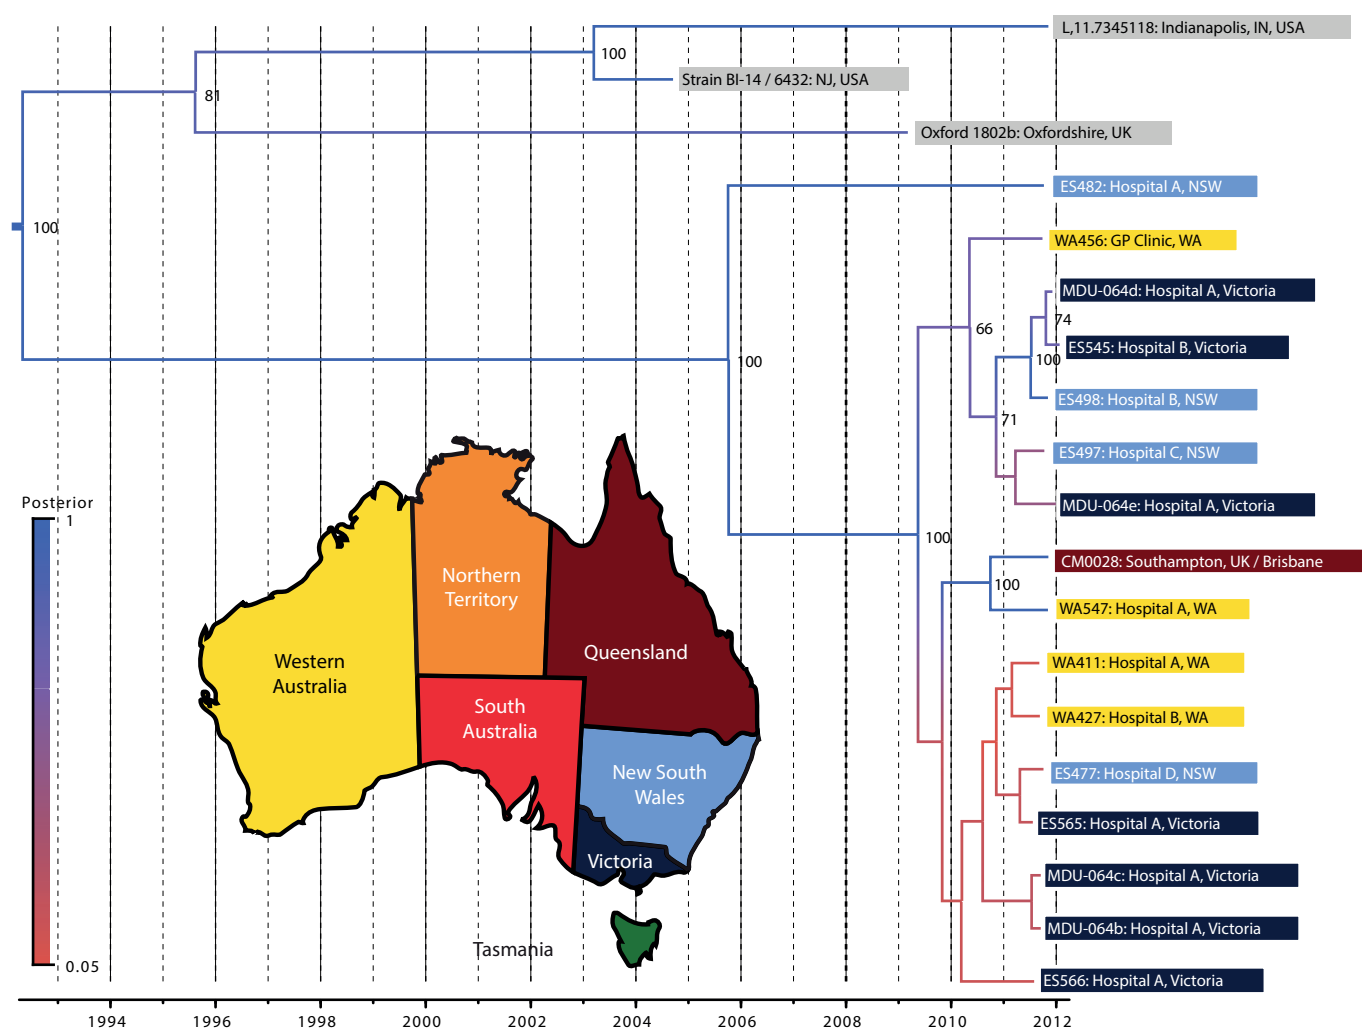 L,11.7345118: Indianapolis, IN, USA
100
Strain BI-14 / 6432: NJ, USA
81
Oxford 1802b: Oxfordshire, UK
ES482: Hospital A, NSW
100
WA456: GP Clinic, WA
MDU-064d: Hospital A, Victoria
74
66
ES545: Hospital B, Victoria
100
100
ES498: Hospital B, NSW
71
ES497: Hospital C, NSW
Posterior
1
MDU-064e: Hospital A, Victoria
100
CM0028: Southampton, UK / Brisbane
100
WA547: Hospital A, WA
Northern
Territory
Queensland
Western
Australia
WA411: Hospital A, WA
South
Australia
WA427: Hospital B, WA
New South
Wales
ES477: Hospital D, NSW
ES565: Hospital A, Victoria
Victoria
MDU-064c: Hospital A, Victoria
MDU-064b: Hospital A, Victoria
Tasmania
0.05
ES566: Hospital A, Victoria
1994 1996 1998 2000 2002 2004 2006 2008 2010 2012